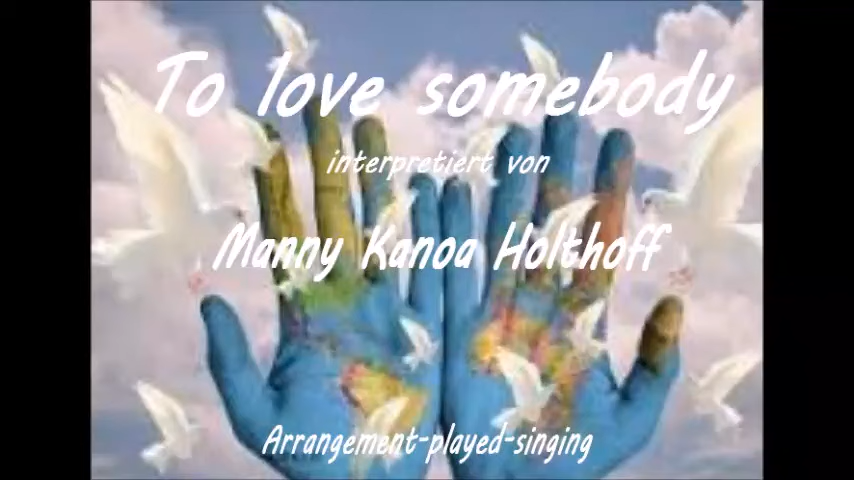 To love somebody
interpretiert von
Manny Kanoa Holthoff
Arrangement-played-singing